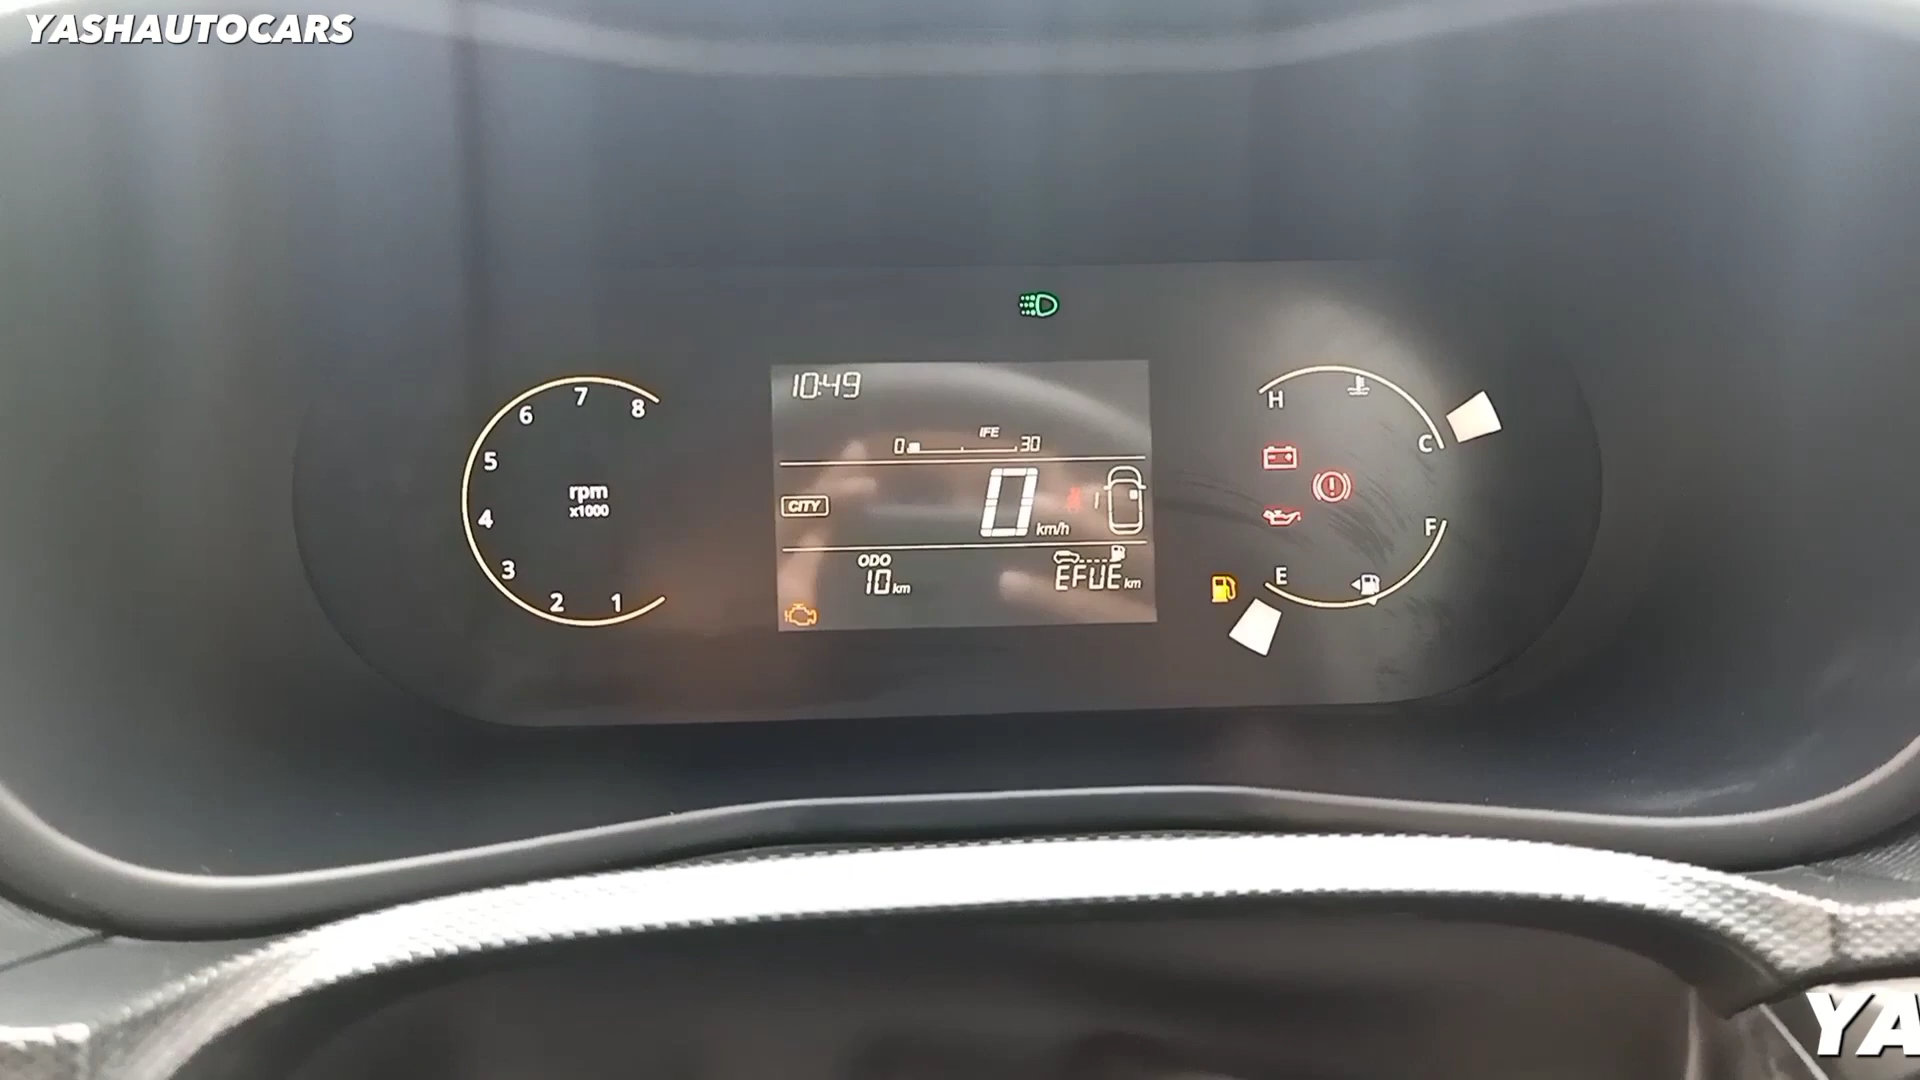 YASHAUTOCARS
10:49
IFE
0 30
CITY
0 km/h
ODO
10 km
EFUE km
8
7
6
5
4
3
2
1
rpm
x1000
H
C
F
E
YA